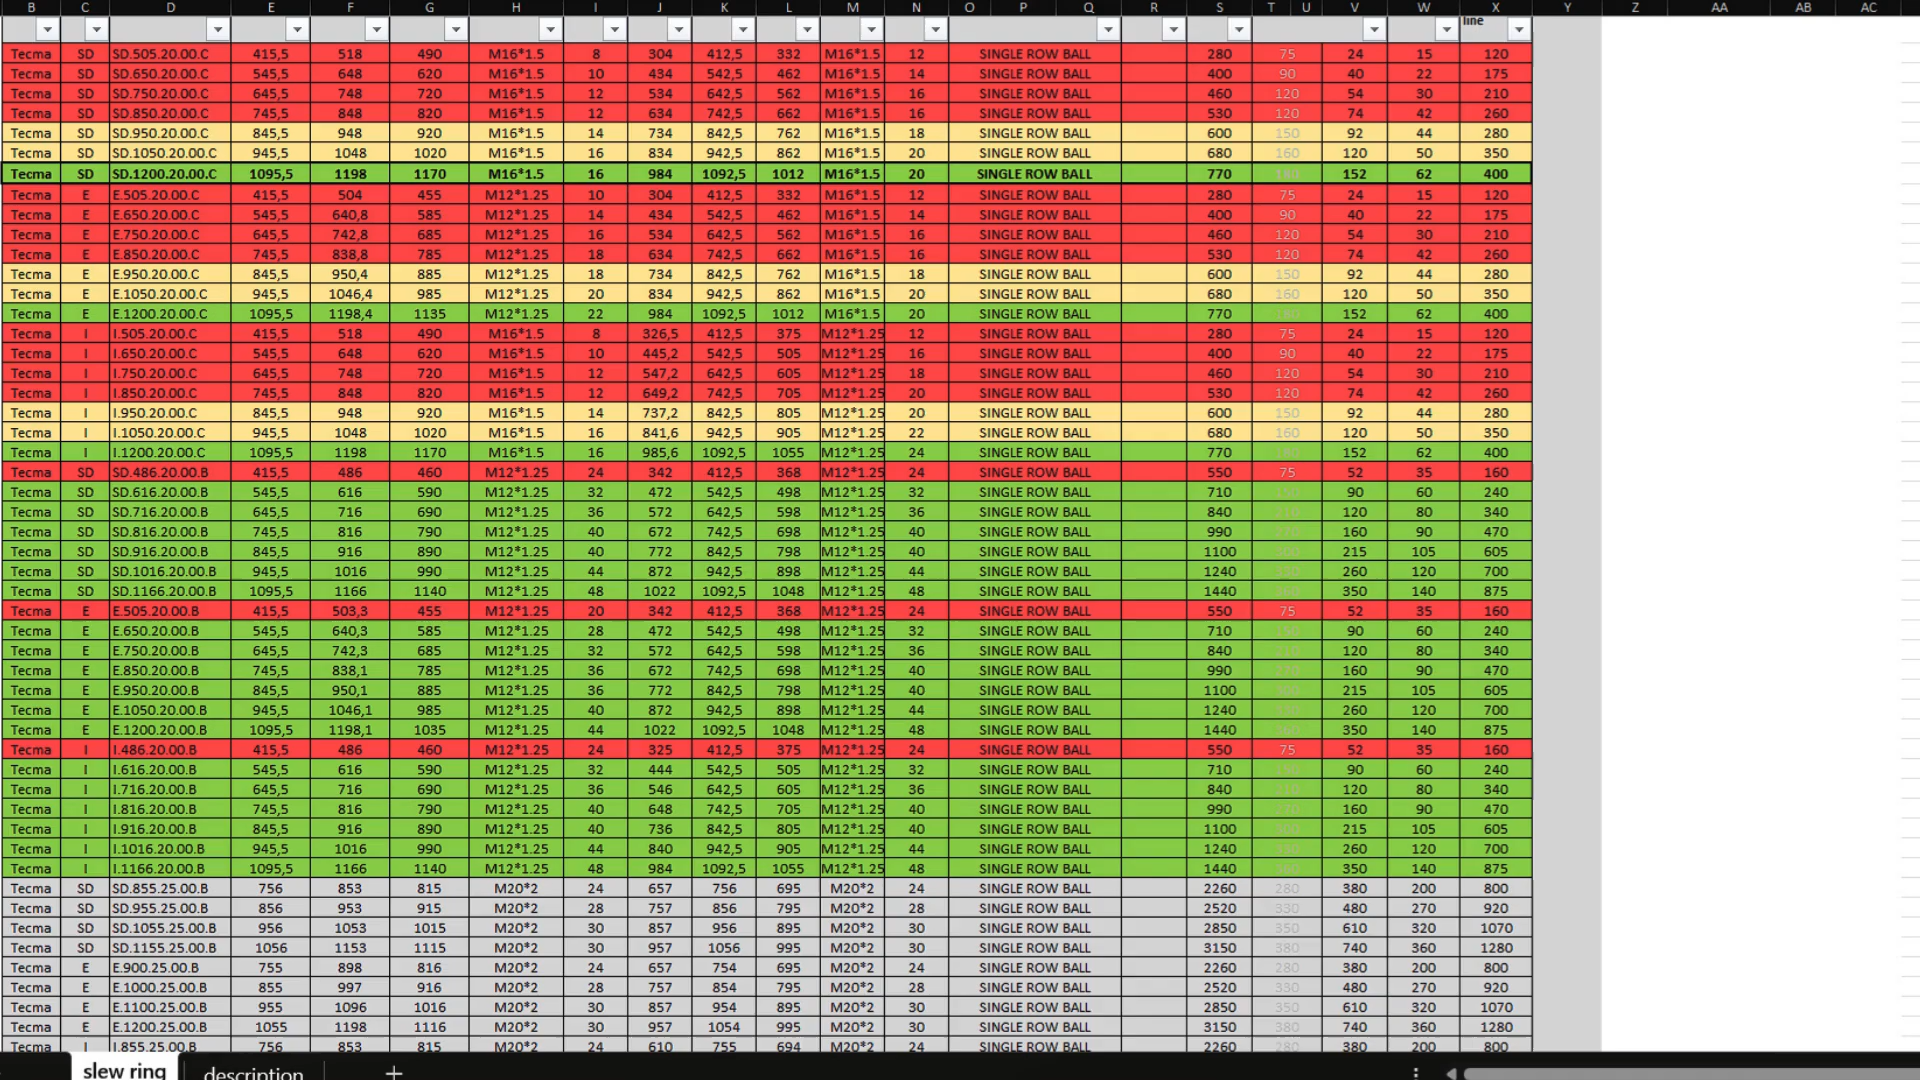 B C D E F G H I J K L M N O P Q R S T U V W X Y Z AA AB AC
line
Tecma SD SD.505.20.00.C 415,5 518 490 M16*1.5 8 304 412,5 332 M16*1.5 12 SINGLE ROW BALL 280 75 24 15 120
Tecma SD SD.650.20.00.C 545,5 648 620 M16*1.5 10 434 542,5 462 M16*1.5 14 SINGLE ROW BALL 400 90 40 22 175
Tecma SD SD.750.20.00.C 645,5 748 720 M16*1.5 12 534 642,5 562 M16*1.5 16 SINGLE ROW BALL 460 120 54 30 210
Tecma SD SD.850.20.00.C 745,5 848 820 M16*1.5 12 634 742,5 662 M16*1.5 16 SINGLE ROW BALL 530 120 74 42 260
Tecma SD SD.950.20.00.C 845,5 948 920 M16*1.5 14 734 842,5 762 M16*1.5 18 SINGLE ROW BALL 600 150 92 44 280
Tecma SD SD.1050.20.00.C 945,5 1048 1020 M16*1.5 16 834 942,5 862 M16*1.5 20 SINGLE ROW BALL 680 160 120 50 350
Tecma SD SD.1200.20.00.C 1095,5 1198 1170 M16*1.5 16 984 1092,5 1012 M16*1.5 20 SINGLE ROW BALL 770 152 62 400
Tecma E E.505.20.00.C 415,5 504 455 M12*1.25 10 304 412,5 332 M16*1.5 12 SINGLE ROW BALL 280 75 24 15 120
Tecma E E.650.20.00.C 545,5 640,8 585 M12*1.25 14 434 542,5 462 M16*1.5 14 SINGLE ROW BALL 400 90 40 22 175
Tecma E E.750.20.00.C 645,5 742,8 685 M12*1.25 16 534 642,5 562 M16*1.5 16 SINGLE ROW BALL 460 120 54 30 210
Tecma E E.850.20.00.C 745,5 838,8 785 M12*1.25 18 634 742,5 662 M16*1.5 16 SINGLE ROW BALL 530 120 74 42 260
Tecma E E.950.20.00.C 845,5 950,4 885 M12*1.25 18 734 842,5 762 M16*1.5 18 SINGLE ROW BALL 600 150 92 44 280
Tecma E E.1050.20.00.C 945,5 1046,4 985 M12*1.25 20 834 942,5 862 M16*1.5 20 SINGLE ROW BALL 680 160 120 50 350
Tecma E E.1200.20.00.C 1095,5 1198,4 1135 M12*1.25 22 984 1092,5 1012 M16*1.5 20 SINGLE ROW BALL 770 152 62 400
Tecma I I.505.20.00.C 415,5 518 490 M16*1.5 8 326,5 412,5 375 M12*1.25 12 SINGLE ROW BALL 280 75 24 15 120
Tecma I I.650.20.00.C 545,5 648 620 M16*1.5 10 445,2 542,5 505 M12*1.25 16 SINGLE ROW BALL 400 90 40 22 175
Tecma I I.750.20.00.C 645,5 748 720 M16*1.5 12 547,2 642,5 605 M12*1.25 18 SINGLE ROW BALL 460 120 54 30 210
Tecma I I.850.20.00.C 745,5 848 820 M16*1.5 12 649,2 742,5 705 M12*1.25 20 SINGLE ROW BALL 530 120 74 42 260
Tecma I I.950.20.00.C 845,5 948 920 M16*1.5 14 737,2 842,5 805 M12*1.25 20 SINGLE ROW BALL 600 150 92 44 280
Tecma I I.1050.20.00.C 945,5 1048 1020 M16*1.5 16 841,6 942,5 905 M12*1.25 22 SINGLE ROW BALL 680 160 120 50 350
Tecma I I.1200.20.00.C 1095,5 1198 1170 M16*1.5 16 985,6 1092,5 1055 M12*1.25 24 SINGLE ROW BALL 770 152 62 400
Tecma SD SD.486.20.00.B 415,5 486 460 M12*1.25 24 342 412,5 368 M12*1.25 24 SINGLE ROW BALL 550 75 52 35 160
Tecma SD SD.616.20.00.B 545,5 616 590 M12*1.25 32 472 542,5 498 M12*1.25 32 SINGLE ROW BALL 710 90 60 240
Tecma SD SD.716.20.00.B 645,5 716 690 M12*1.25 36 572 642,5 598 M12*1.25 36 SINGLE ROW BALL 840 120 80 340
Tecma SD SD.816.20.00.B 745,5 816 790 M12*1.25 40 672 742,5 698 M12*1.25 40 SINGLE ROW BALL 990 160 90 470
Tecma SD SD.916.20.00.B 845,5 916 890 M12*1.25 40 772 842,5 798 M12*1.25 40 SINGLE ROW BALL 1100 215 105 605
Tecma SD SD.1016.20.00.B 945,5 1016 990 M12*1.25 44 872 942,5 898 M12*1.25 44 SINGLE ROW BALL 1240 260 120 700
Tecma SD SD.1166.20.00.B 1095,5 1166 1140 M12*1.25 48 1022 1092,5 1048 M12*1.25 48 SINGLE ROW BALL 1440 350 140 875
Tecma E E.505.20.00.B 415,5 503,3 455 M12*1.25 20 342 412,5 368 M12*1.25 24 SINGLE ROW BALL 550 75 52 35 160
Tecma E E.650.20.00.B 545,5 640,3 585 M12*1.25 28 472 542,5 498 M12*1.25 32 SINGLE ROW BALL 710 90 60 240
Tecma E E.750.20.00.B 645,5 742,3 685 M12*1.25 32 572 642,5 598 M12*1.25 36 SINGLE ROW BALL 840 120 80 340
Tecma E E.850.20.00.B 745,5 838,1 785 M12*1.25 36 672 742,5 698 M12*1.25 40 SINGLE ROW BALL 990 160 90 470
Tecma E E.950.20.00.B 845,5 950,1 885 M12*1.25 36 772 842,5 798 M12*1.25 40 SINGLE ROW BALL 1100 215 105 605
Tecma E E.1050.20.00.B 945,5 1046,1 985 M12*1.25 40 872 942,5 898 M12*1.25 44 SINGLE ROW BALL 1240 260 120 700
Tecma E E.1200.20.00.B 1095,5 1198,1 1035 M12*1.25 44 1022 1092,5 1048 M12*1.25 48 SINGLE ROW BALL 1440 350 140 875
Tecma I I.486.20.00.B 415,5 486 460 M12*1.25 24 325 412,5 375 M12*1.25 24 SINGLE ROW BALL 550 75 52 35 160
Tecma I I.616.20.00.B 545,5 616 590 M12*1.25 32 444 542,5 505 M12*1.25 32 SINGLE ROW BALL 710 90 60 240
Tecma I I.716.20.00.B 645,5 716 690 M12*1.25 36 546 642,5 605 M12*1.25 36 SINGLE ROW BALL 840 120 80 340
Tecma I I.816.20.00.B 745,5 816 790 M12*1.25 40 648 742,5 705 M12*1.25 40 SINGLE ROW BALL 990 160 90 470
Tecma I I.916.20.00.B 845,5 916 890 M12*1.25 40 736 842,5 805 M12*1.25 40 SINGLE ROW BALL 1100 215 105 605
Tecma I I.1016.20.00.B 945,5 1016 990 M12*1.25 44 840 942,5 905 M12*1.25 44 SINGLE ROW BALL 1240 260 120 700
Tecma I I.1166.20.00.B 1095,5 1166 1140 M12*1.25 48 984 1092,5 1055 M12*1.25 48 SINGLE ROW BALL 1440 350 140 875
Tecma SD SD.855.25.00.B 756 853 815 M20*2 24 657 756 695 M20*2 24 SINGLE ROW BALL 2260 280 380 200 800
Tecma SD SD.955.25.00.B 856 953 915 M20*2 28 757 856 795 M20*2 28 SINGLE ROW BALL 2520 330 480 270 920
Tecma SD SD.1055.25.00.B 956 1053 1015 M20*2 30 857 956 895 M20*2 30 SINGLE ROW BALL 2850 350 610 320 1070
Tecma SD SD.1155.25.00.B 1056 1153 1115 M20*2 30 957 1056 995 M20*2 30 SINGLE ROW BALL 3150 380 740 360 1280
Tecma E E.900.25.00.B 755 898 816 M20*2 24 657 754 695 M20*2 24 SINGLE ROW BALL 2260 280 380 200 800
Tecma E E.1000.25.00.B 855 997 916 M20*2 28 757 854 795 M20*2 28 SINGLE ROW BALL 2520 330 480 270 920
Tecma E E.1100.25.00.B 955 1096 1016 M20*2 30 857 954 895 M20*2 30 SINGLE ROW BALL 2850 350 610 320 1070
Tecma E E.1200.25.00.B 1055 1198 1116 M20*2 30 957 1054 995 M20*2 30 SINGLE ROW BALL 3150 380 740 360 1280
Tecma I I.855.25.00.B 756 853 815 M20*2 24 610 755 694 M20*2 24 SINGLE ROW BALL 2260 280 380 200 800
slew ring description